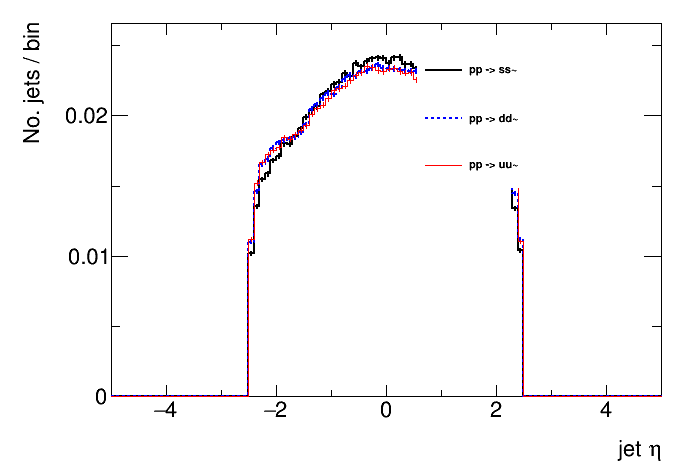 No. jets / bin
pp -> ss~
0.02
pp -> dd~
pp -> uu~
0.01
0
−4 −2 0 2 4
jet η